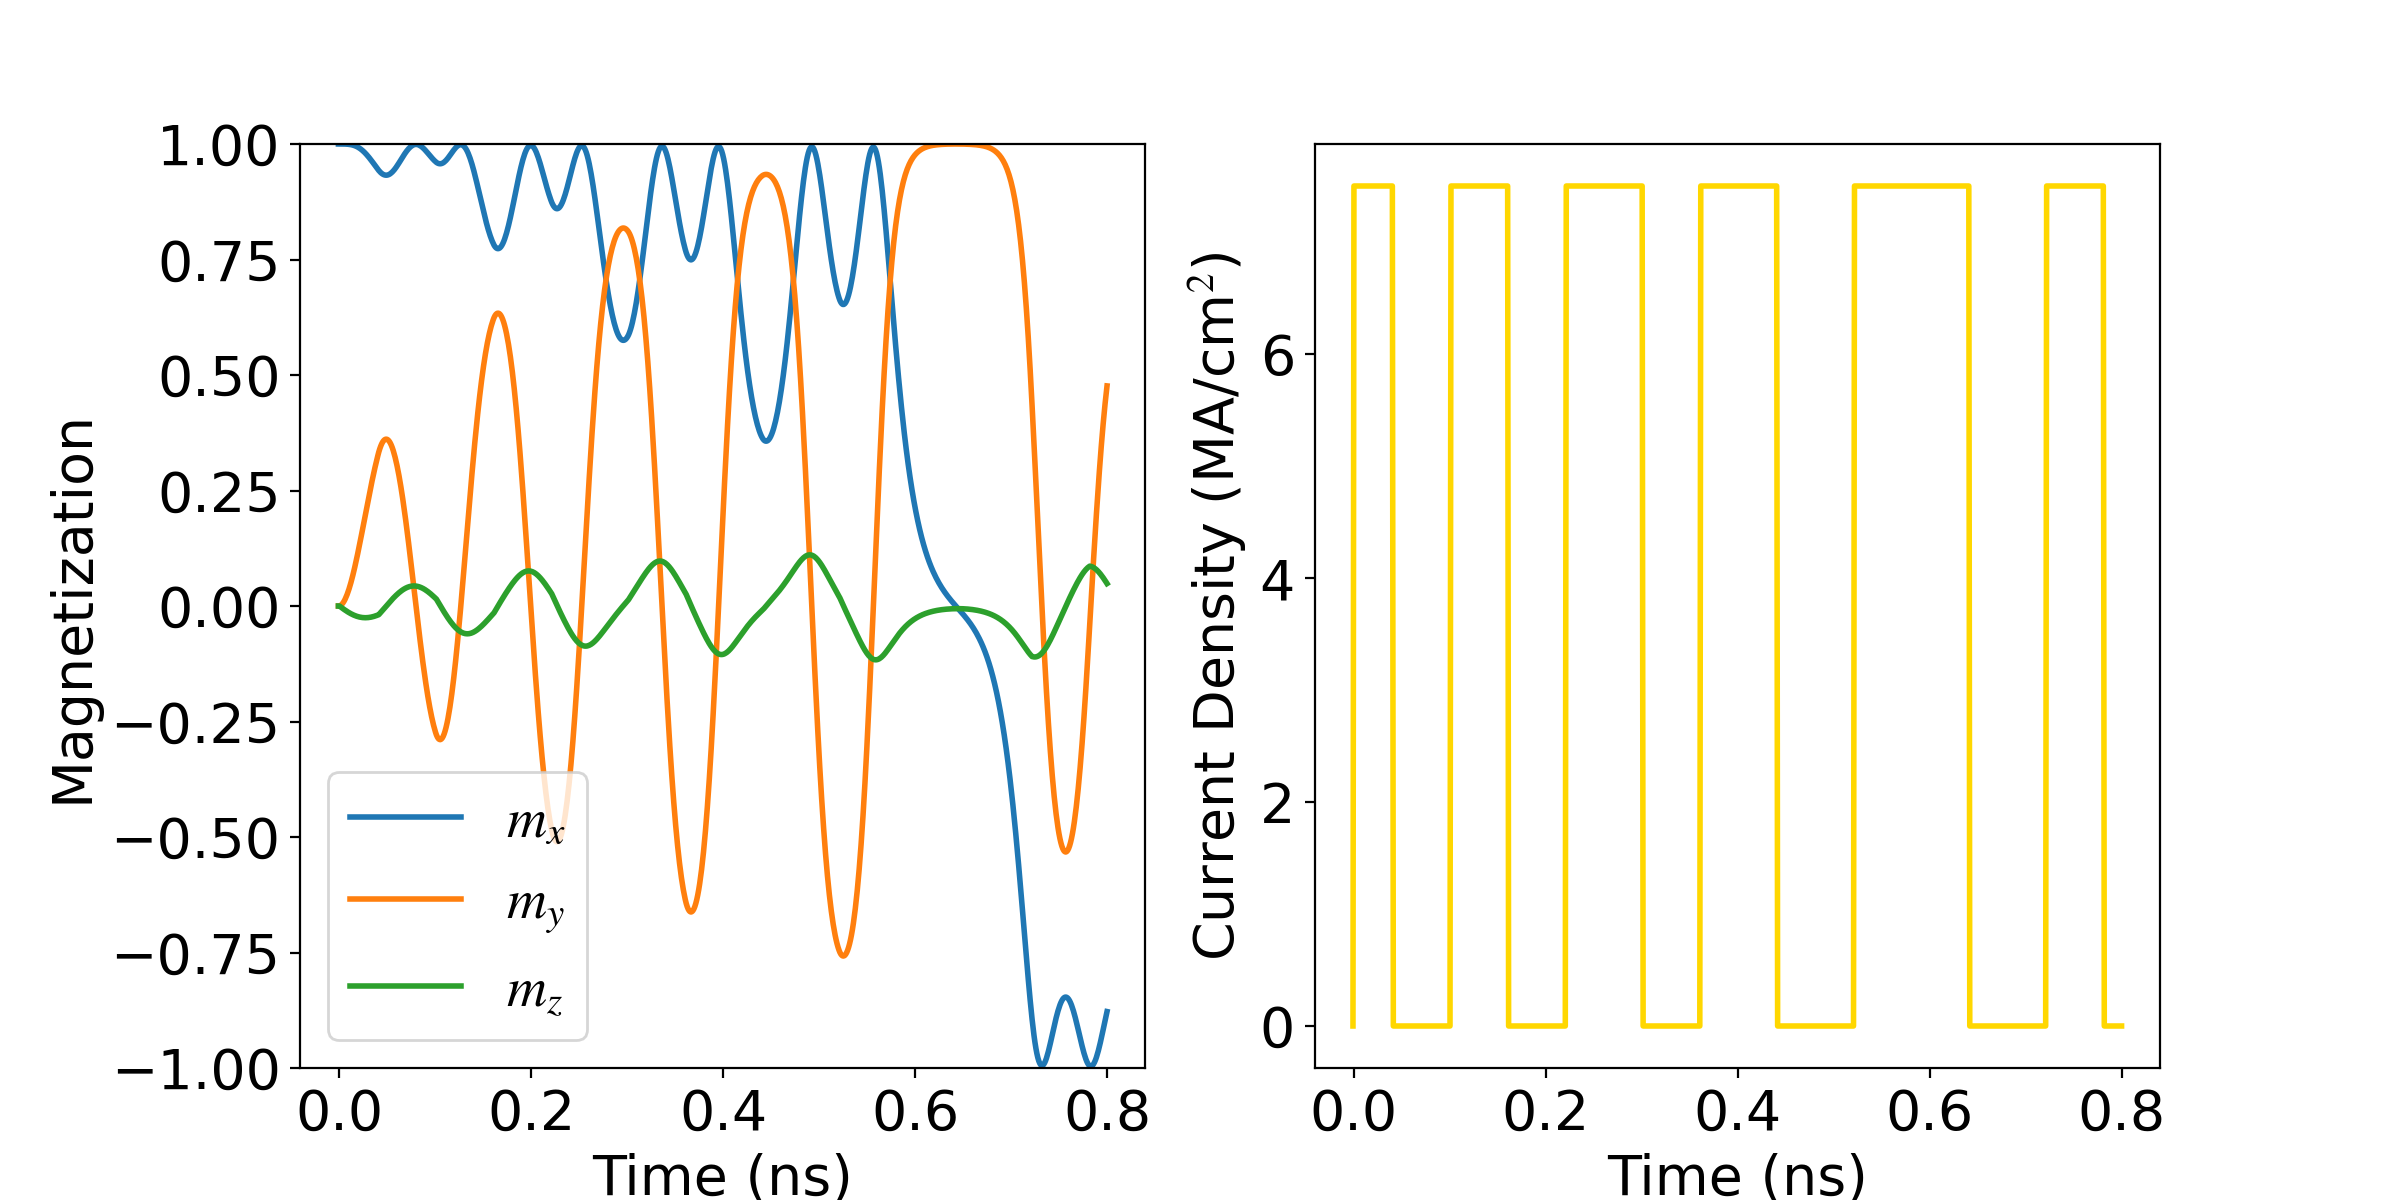 Magnetization
1.00
0.75
0.50
0.25
0.00
−0.25
−0.50
−0.75
−1.00
m_x
m_y
m_z
0.0 0.2 0.4 0.6 0.8
Time (ns)
Current Density (MA/cm²)
6
4
2
0
0.0 0.2 0.4 0.6 0.8
Time (ns)